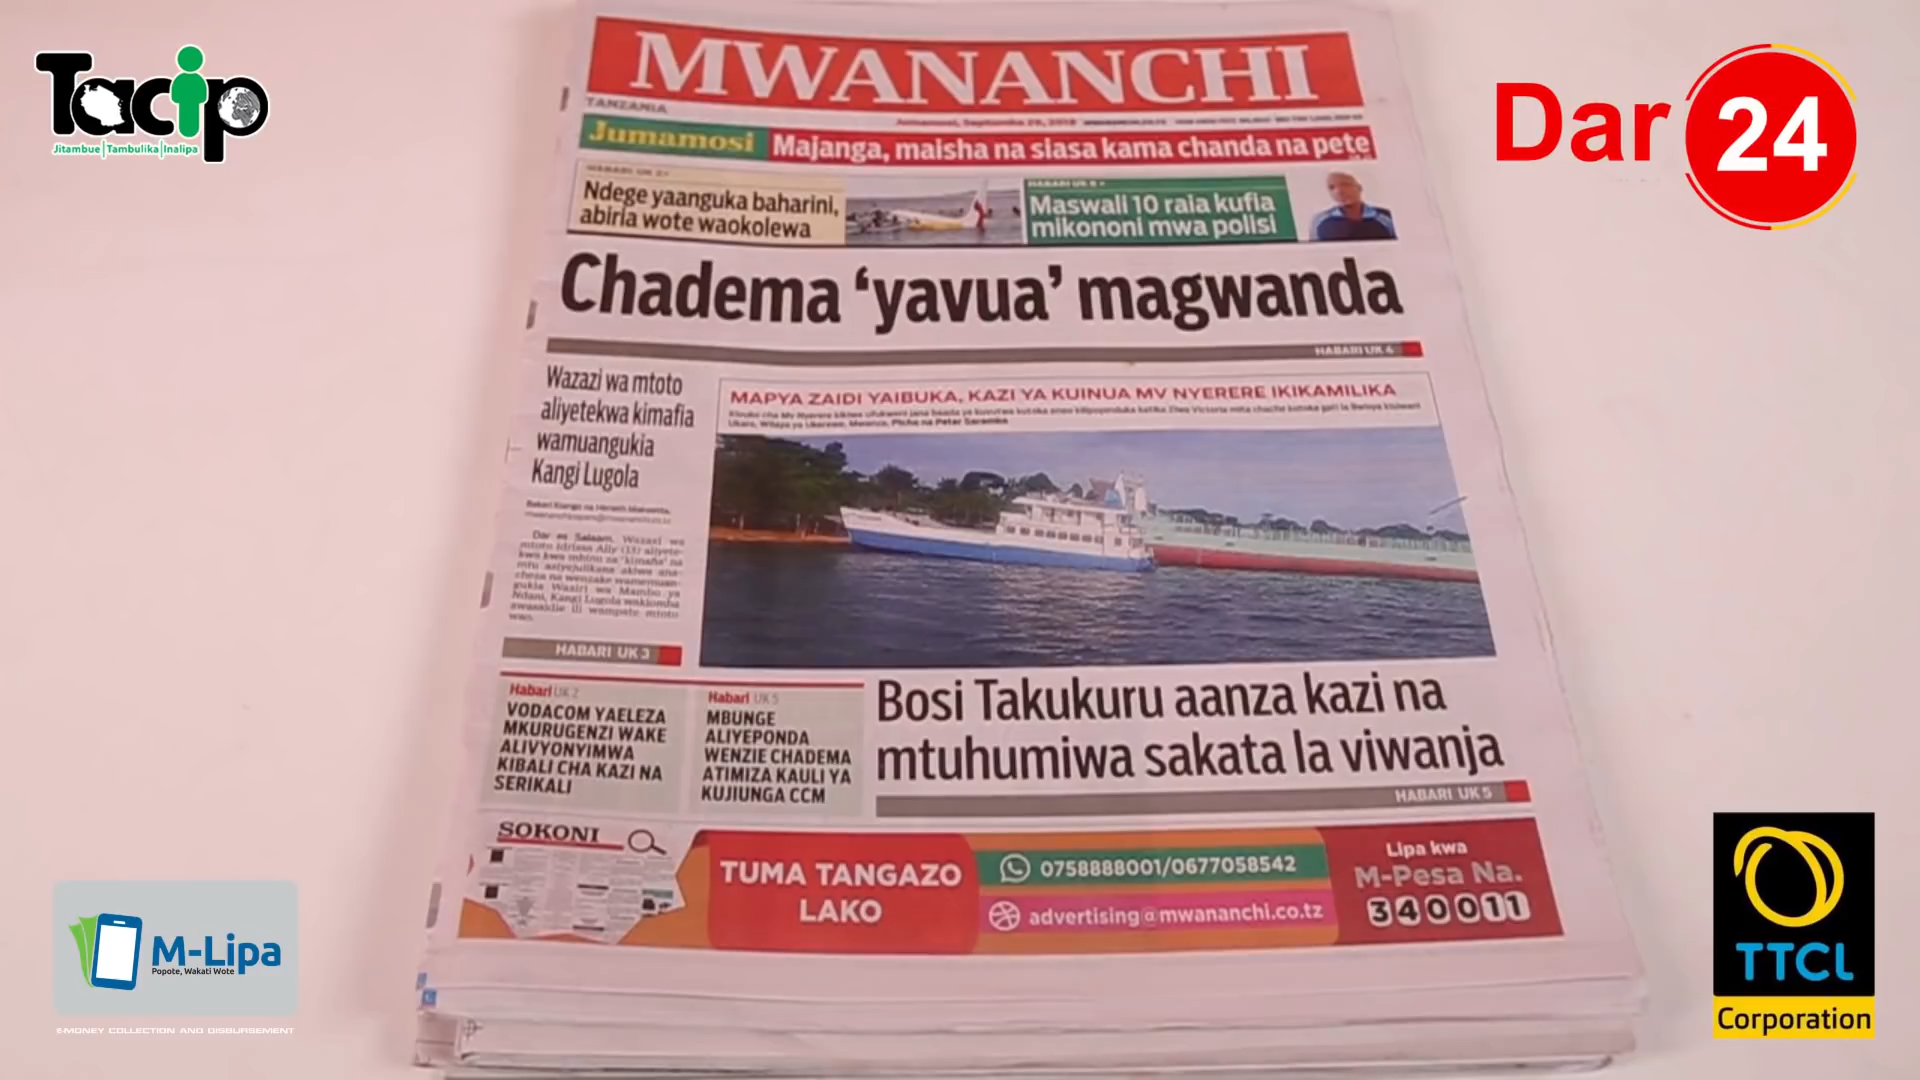 Tacip
Jitambue|Tambulika|Inalipa
Dar 24
MWANANCHI
TANZANIA
Jumamosi
Majanga, maisha na siasa kama chanda na pete
Ndege yaanguka baharini,
abiria wote waokolewa
Maswali 10 raia kufia
mikononi mwa polisi
Chadema ‘yavua’ magwanda
HABARI UK 4
Wazazi wa mtoto
aliyetekwa kimafia
wamuangukia
Kangi Lugola
Dar es Salaam. Wazazi wa
HABARI UK 3
MAPYA ZAIDI YAIBUKA, KAZI YA KUINUA MV NYERERE IKIKAMILIKA
Habari UK 2
VODACOM YAELEZA
MKURUGENZI WAKE
ALIVYONYIMWA
KIBALI CHA KAZI NA
SERIKALI
Habari UK 5
MBUNGE
ALIYEPONDA
WENZIE CHADEMA
ATIMIZA KAULI YA
KUJIUNGA CCM
Bosi Takukuru aanza kazi na
mtuhumiwa sakata la viwanja
HABARI UK 5
SOKONI
TUMA TANGAZO
LAKO
0758888001/0677058542
advertising@mwananchi.co.tz
Lipa kwa
M-Pesa Na.
340011
M-Lipa
Popote, Wakati Wote
E-MONEY COLLECTION AND DISBURSEMENT
TTCL
Corporation